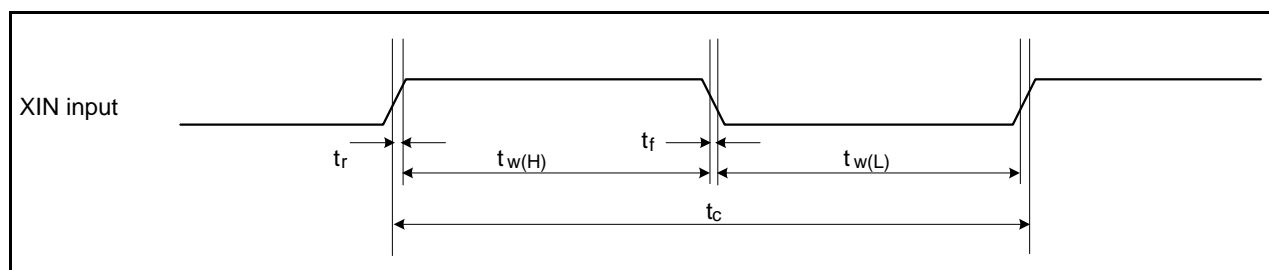 XIN input
tr
tf
tw(H)
tw(L)
tc